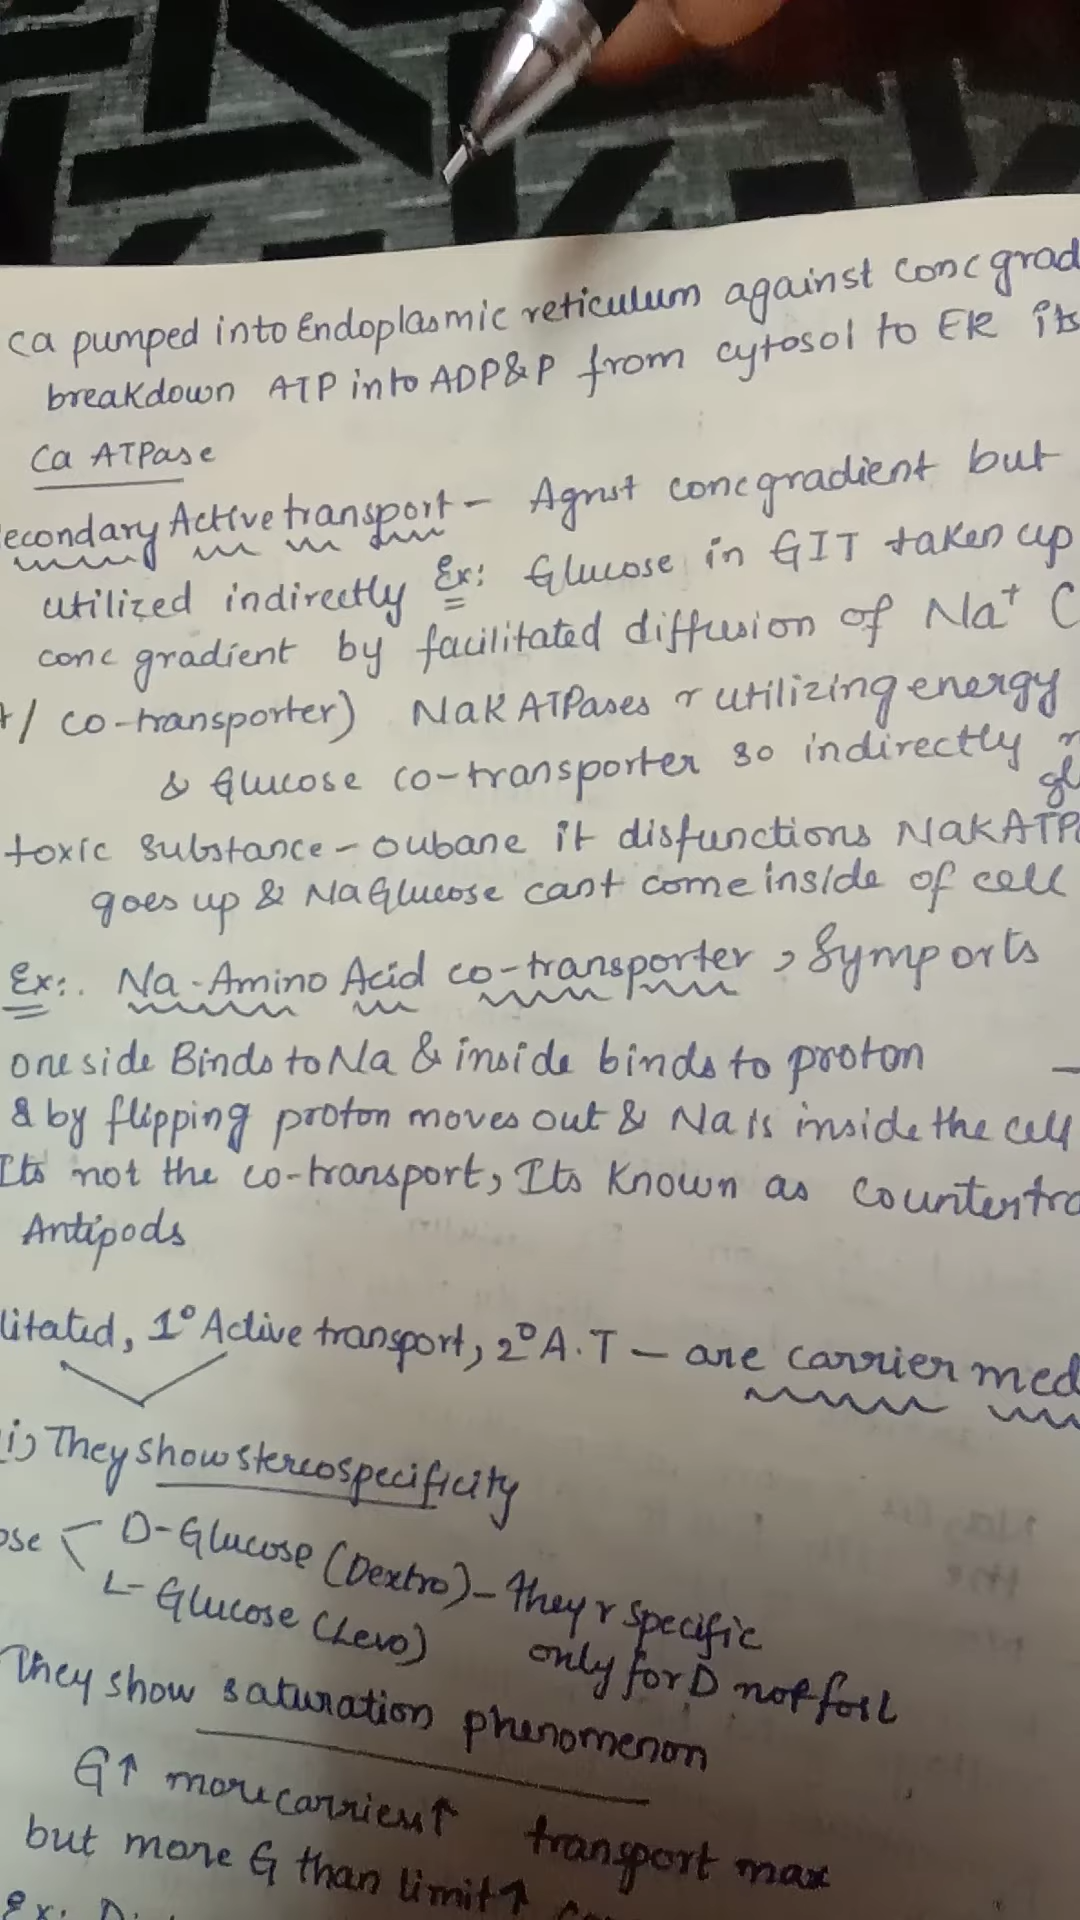 Ca pumped into Endoplasmic reticulum against conc grad
breakdown ATP into ADP&P from cytosol to ER its
Ca ATPase
econdary Active transport - Agnst conc gradient but
utilized indirectly Ex: Glucose in GIT taken up
conc gradient by facilitated diffusion of Na+ C
/ co-transporter) NaK ATPases r utilizing energy
& Glucose co-transporter so indirectly
toxic substance - oubane it disfunctions NaKATP
goes up & NaGlucose cant come inside of cell
Ex:. Na-Amino Acid co-transporter, Symports
one side Binds to Na & inside binds to proton
& by flipping proton moves out & Na is inside the cell
Its not the co-transport, Its Known as countertra
Antipods
litated, 1° Active transport, 2° A.T - are carrier med
i) They show stereospecificity
ose D-Glucose (Dextro) - they r specific
L-Glucose (Levo) only for D not for L
They show saturation phenomenon
G↑ more carriers↑ transport max
but more G than limit↑
Ex: